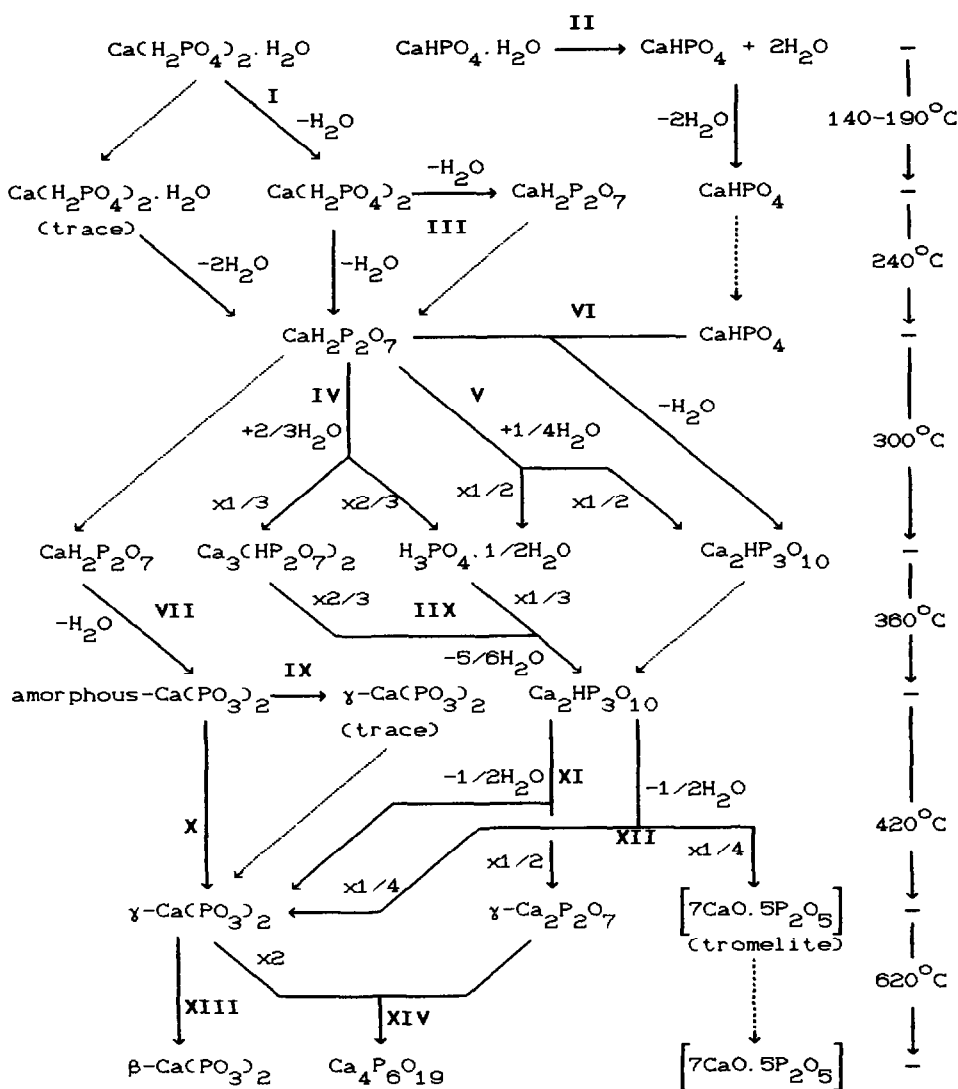 II
Ca(H2PO4)2.H2O CaHPO4.H2O CaHPO4 + 2H2O
I
-H2O -2H2O 140-190°C
-H2O
Ca(H2PO4)2.H2O Ca(H2PO4)2 CaH2P2O7 CaHPO4
(trace) III
-2H2O -H2O 240°C
VI
CaH2P2O7 CaHPO4
IV V
-H2O
+2/3H2O +1/4H2O 300°C
x1/3 x2/3 x1/2 x1/2
CaH2P2O7 Ca3(HP2O7)2 H3PO4.1/2H2O Ca2HP3O10
VII x2/3 IIX x1/3
-H2O 360°C
-5/6H2O
IX
amorphous-Ca(PO3)2 γ-Ca(PO3)2 Ca2HP3O10
(trace)
-1/2H2O XI -1/2H2O
X 420°C
XII
x1/4 x1/2 x1/4
γ-Ca(PO3)2 γ-Ca2P2O7 [7CaO.5P2O5]
(tromelite)
x2
620°C
XIII XIV
β-Ca(PO3)2 Ca4P6O19 [7CaO.5P2O5]